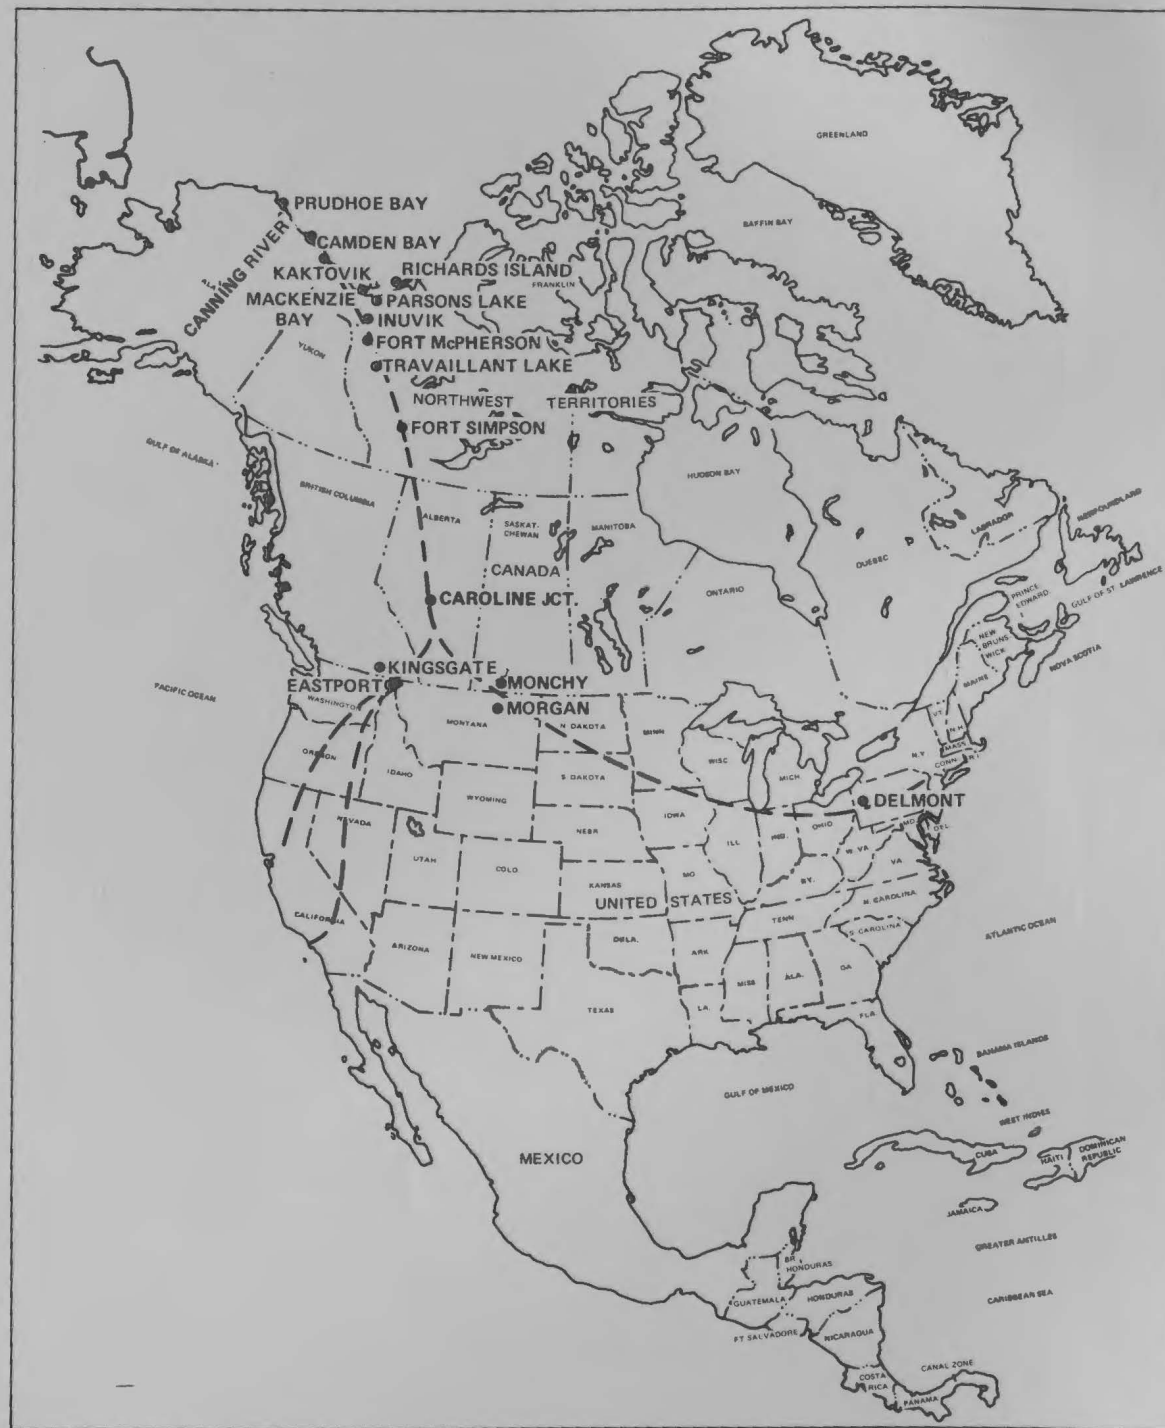 GREENLAND
BAFFIN BAY
PRUDHOE BAY
CANNING RIVER
CAMDEN BAY
KAKTOVIK
RICHARDS ISLAND
FRANKLIN
MACKENZIE
BAY
PARSONS LAKE
INUVIK
FORT McPHERSON
YUKON
TRAVAILLANT LAKE
NORTHWEST TERRITORIES
FORT SIMPSON
GULF OF ALASKA
HUDSON BAY
BRITISH COLUMBIA
ALBERTA
SASKAT-
CHEWAN
MANITOBA
LABRADOR
NEWFOUNDLAND
QUEBEC
CANADA
ONTARIO
CAROLINE JCT.
PRINCE
EDWARD
GULF OF ST. LAWRENCE
NEW
BRUNS
WICK
NOVA SCOTIA
MAINE
KINGSGATE
EASTPORT
MONCHY
MORGAN
PACIFIC OCEAN
WASHINGTON
MONTANA
N DAKOTA
MINN
VT.
N.H.
MASS
CONN
R I
N.Y
OREGON
IDAHO
S. DAKOTA
WISC
MICH
WYOMING
DELMONT
NEVADA
IOWA
NEBR
ILL
IND.
OHIO
MD.
DEL.
UTAH
COLO
W. VA
VA
KANSAS
MO
KY.
UNITED STATES
N. CAROLINA
TENN
CALIFORNIA
S. CAROLINA
ATLANTIC OCEAN
ARIZONA
NEW MEXICO
OKLA.
ARK
MISS
ALA.
GA
TEXAS
LA.
FLA.
BAHAMA ISLANDS
GULF OF MEXICO
WEST INDIES
MEXICO
CUBA
HAITI
DOMINICAN
REPUBLIC
JAMAICA
GREATER ANTILLES
BR
HONDURAS
GUATEMALA
HONDURAS
CARIBBEAN SEA
FT SALVADORE
NICARAGUA
CANAL ZONE
COSTA
RICA
PANAMA